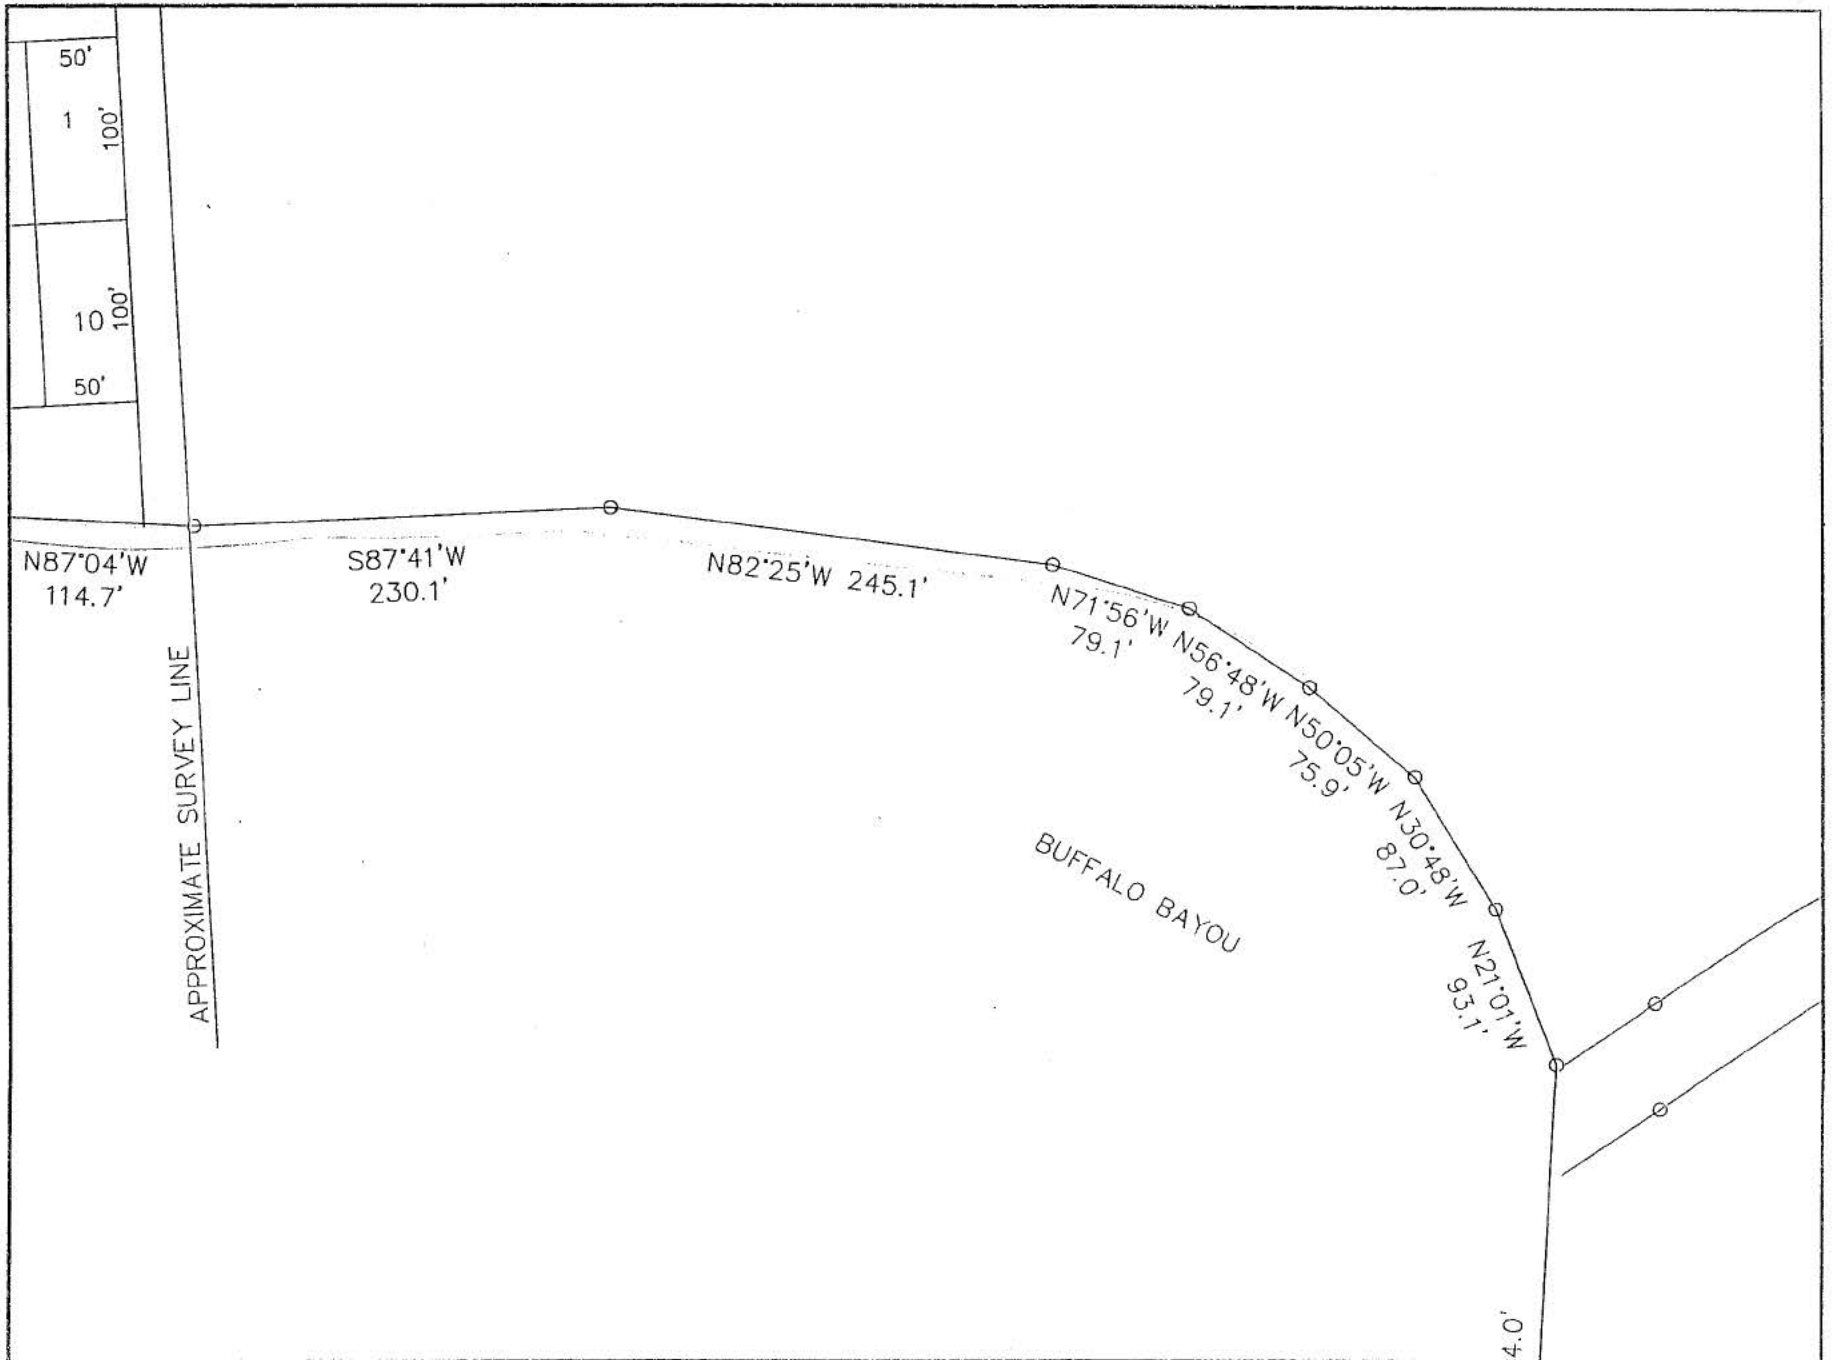 50'
1
100'
10
100'
50'
N87°04'W
114.7'
S87°41'W
230.1'
N82°25'W 245.1'
N71°56'W
79.1'
N56°48'W
79.1'
N50°05'W
75.9'
N30°48'W
87.0'
N21°01'W
93.1'
APPROXIMATE SURVEY LINE
BUFFALO BAYOU
4.0'